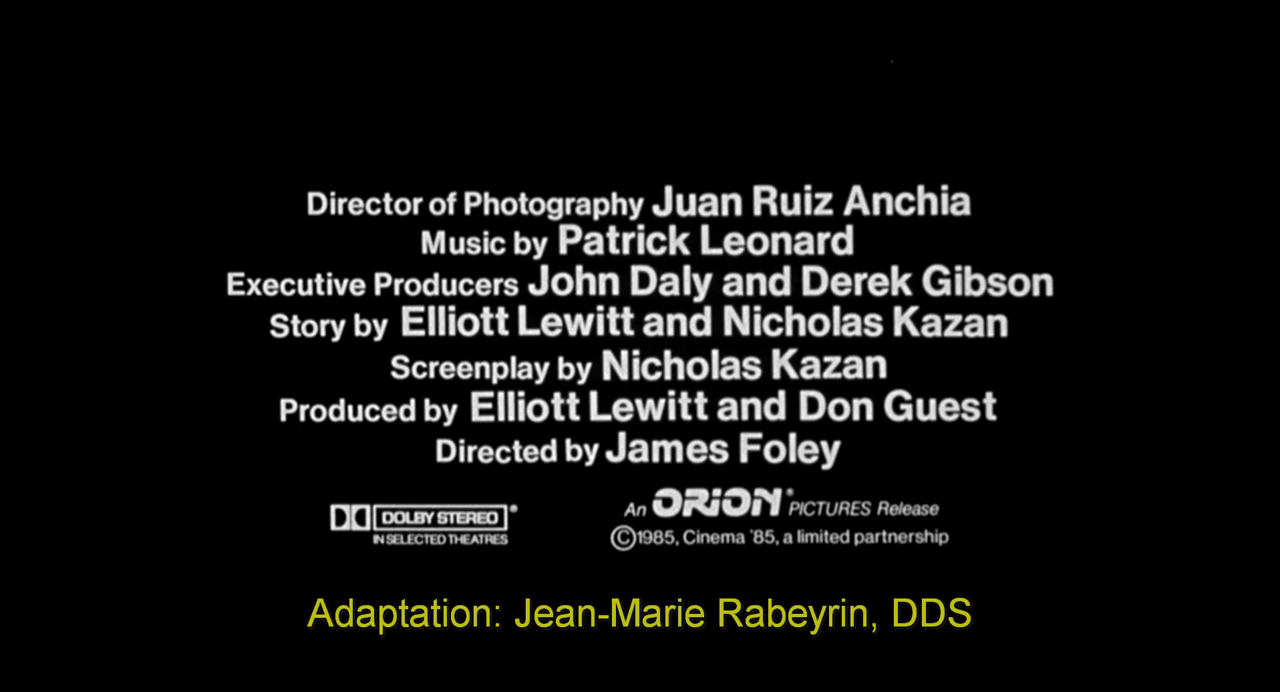 Director of Photography Juan Ruiz Anchia
Music by Patrick Leonard
Executive Producers John Daly and Derek Gibson
Story by Elliott Lewitt and Nicholas Kazan
Screenplay by Nicholas Kazan
Produced by Elliott Lewitt and Don Guest
Directed by James Foley
DOLBY STEREO®
IN SELECTED THEATRES
An ORION® PICTURES Release
©1985, Cinema '85, a limited partnership
Adaptation: Jean-Marie Rabeyrin, DDS